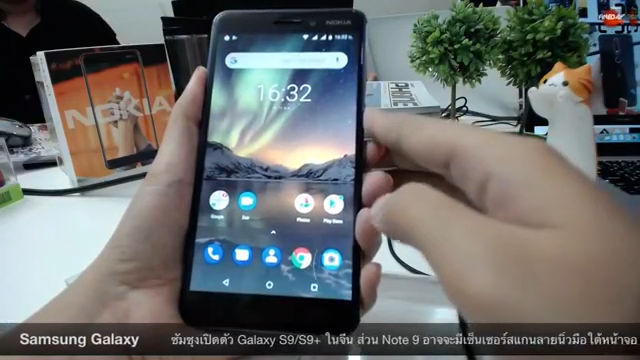 NOKIA
16:32
NOKIA
Google
Duo
Photos
Play Store
Samsung Galaxy ซัมซุงเปิดตัว Galaxy S9/S9+ ในจีน ส่วน Note 9 อาจจะมีเซ็นเซอร์สแกนลายนิ้วมือใต้หน้าจอ